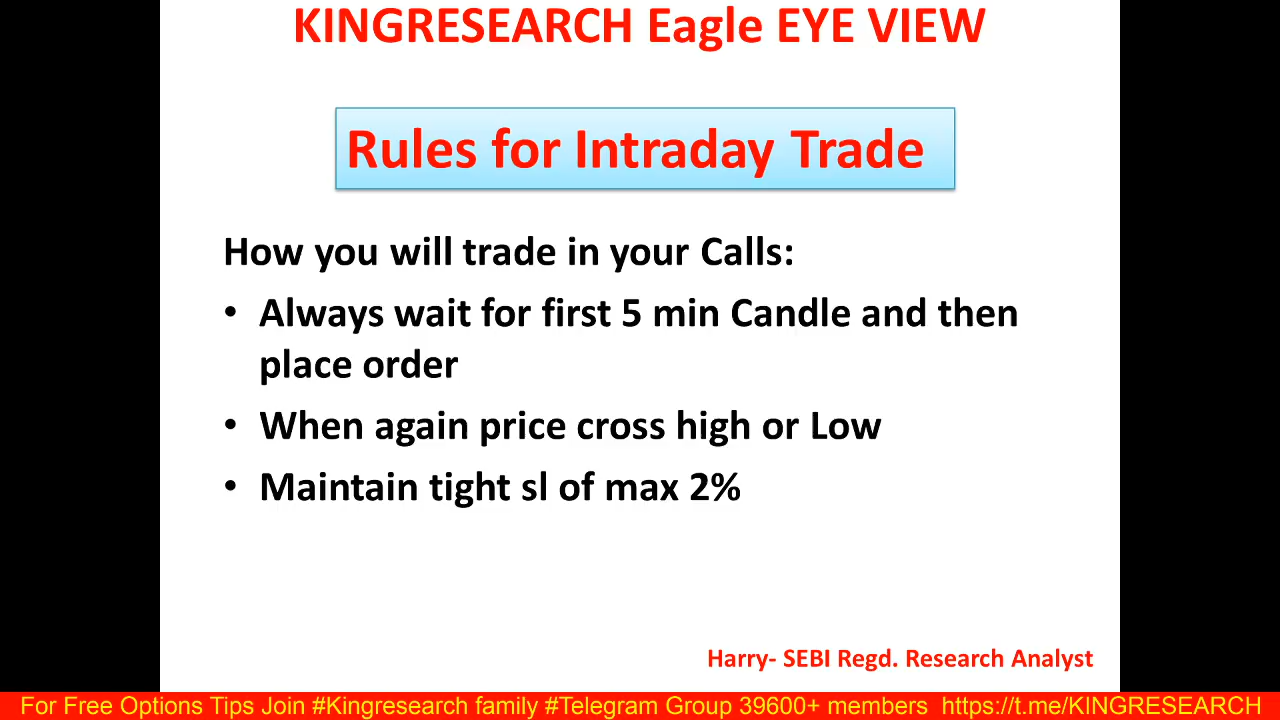 KINGRESEARCH Eagle EYE VIEW
Rules for Intraday Trade
How you will trade in your Calls:
• Always wait for first 5 min Candle and then
place order
• When again price cross high or Low
• Maintain tight sl of max 2%
Harry- SEBI Regd. Research Analyst
For Free Options Tips Join #Kingresearch family #Telegram Group 39600+ members https://t.me/KINGRESEARCH